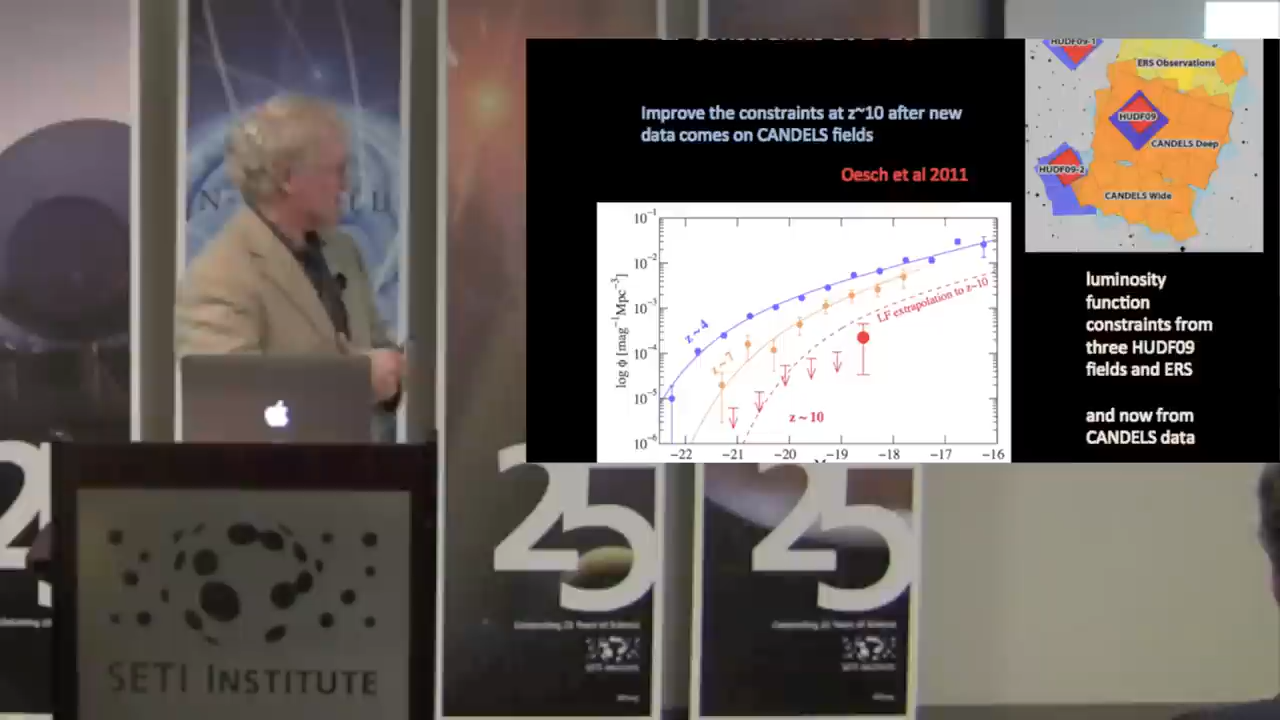 Improve the constraints at z~10 after new
data comes on CANDELS fields
Oesch et al 2011
10⁻¹
10⁻²
10⁻³
10⁻⁴
10⁻⁵
10⁻⁶
log ϕ [mag⁻¹Mpc⁻³]
z~4
z~7
LF extrapolation to z~10
z~10
−22
−21
−20
−19
−18
−17
−16
HUDF09-1
ERS Observations
HUDF09
CANDELS Deep
HUDF09-2
CANDELS Wide
luminosity
function
constraints from
three HUDF09
fields and ERS
and now from
CANDELS data
25
25
SETI INSTITUTE